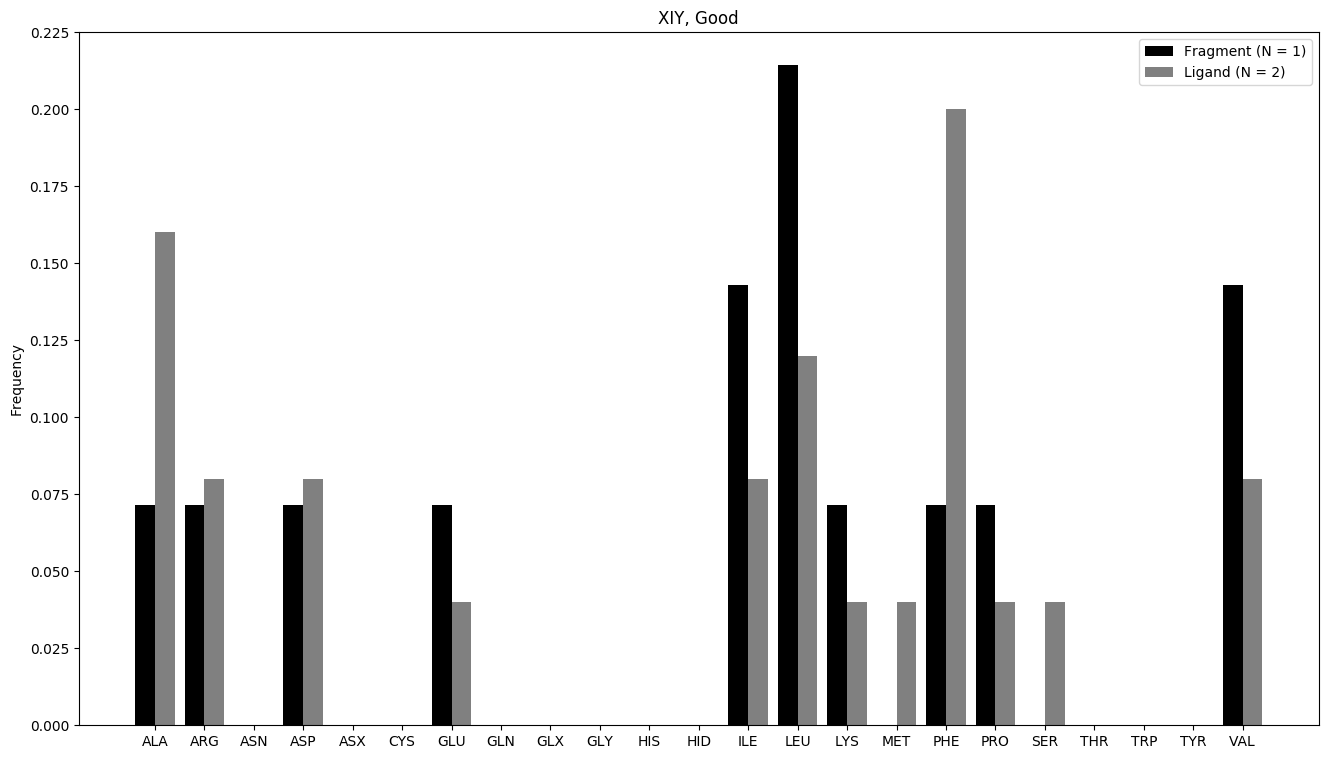 XIY, Good
Fragment (N = 1)
Ligand (N = 2)
Frequency
0.225
0.200
0.175
0.150
0.125
0.100
0.075
0.050
0.025
0.000
ALA ARG ASN ASP ASX CYS GLU GLN GLX GLY HIS HID ILE LEU LYS MET PHE PRO SER THR TRP TYR VAL